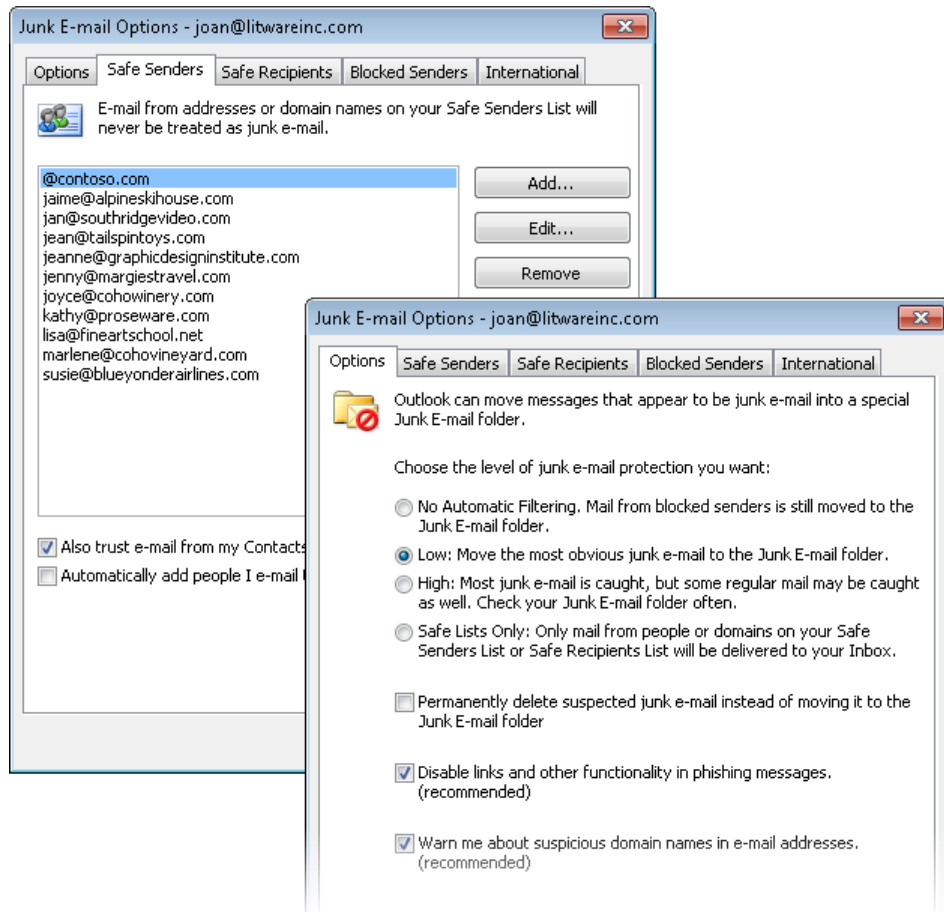 Junk E-mail Options - joan@litwareinc.com
Options Safe Senders Safe Recipients Blocked Senders International
E-mail from addresses or domain names on your Safe Senders List will
never be treated as junk e-mail.
@contoso.com
jaime@alpineskihouse.com
jan@southridgevideo.com
jean@tailspintoys.com
jeanne@graphicdesigninstitute.com
jenny@margiestravel.com
joyce@cohowinery.com
kathy@proseware.com
lisa@fineartschool.net
marlene@cohovineyard.com
susie@blueyonderairlines.com
Add...
Edit...
Remove
Also trust e-mail from my Contacts
Automatically add people I e-mail
Junk E-mail Options - joan@litwareinc.com
Options Safe Senders Safe Recipients Blocked Senders International
Outlook can move messages that appear to be junk e-mail into a special
Junk E-mail folder.
Choose the level of junk e-mail protection you want:
No Automatic Filtering. Mail from blocked senders is still moved to the
Junk E-mail folder.
Low: Move the most obvious junk e-mail to the Junk E-mail folder.
High: Most junk e-mail is caught, but some regular mail may be caught
as well. Check your Junk E-mail folder often.
Safe Lists Only: Only mail from people or domains on your Safe
Senders List or Safe Recipients List will be delivered to your Inbox.
Permanently delete suspected junk e-mail instead of moving it to the
Junk E-mail folder
Disable links and other functionality in phishing messages.
(recommended)
Warn me about suspicious domain names in e-mail addresses.
(recommended)